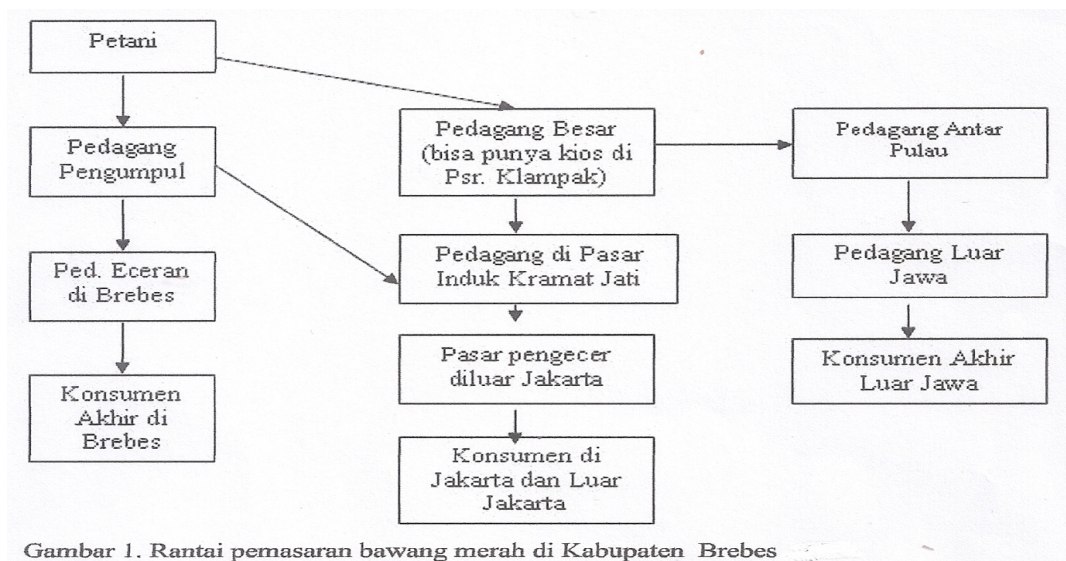 Petani
Pedagang
Pengumpul
Ped. Eceran
di Brebes
Konsumen
Akhir di
Brebes
Pedagang Besar
(bisa punya kios di
Psr. Klampak)
Pedagang di Pasar
Induk Kramat Jati
Pasar pengecer
diluar Jakarta
Konsumen di
Jakarta dan Luar
Jakarta
Pedagang Antar
Pulau
Pedagang Luar
Jawa
Konsumen Akhir
Luar Jawa
Gambar 1. Rantai pemasaran bawang merah di Kabupaten Brebes